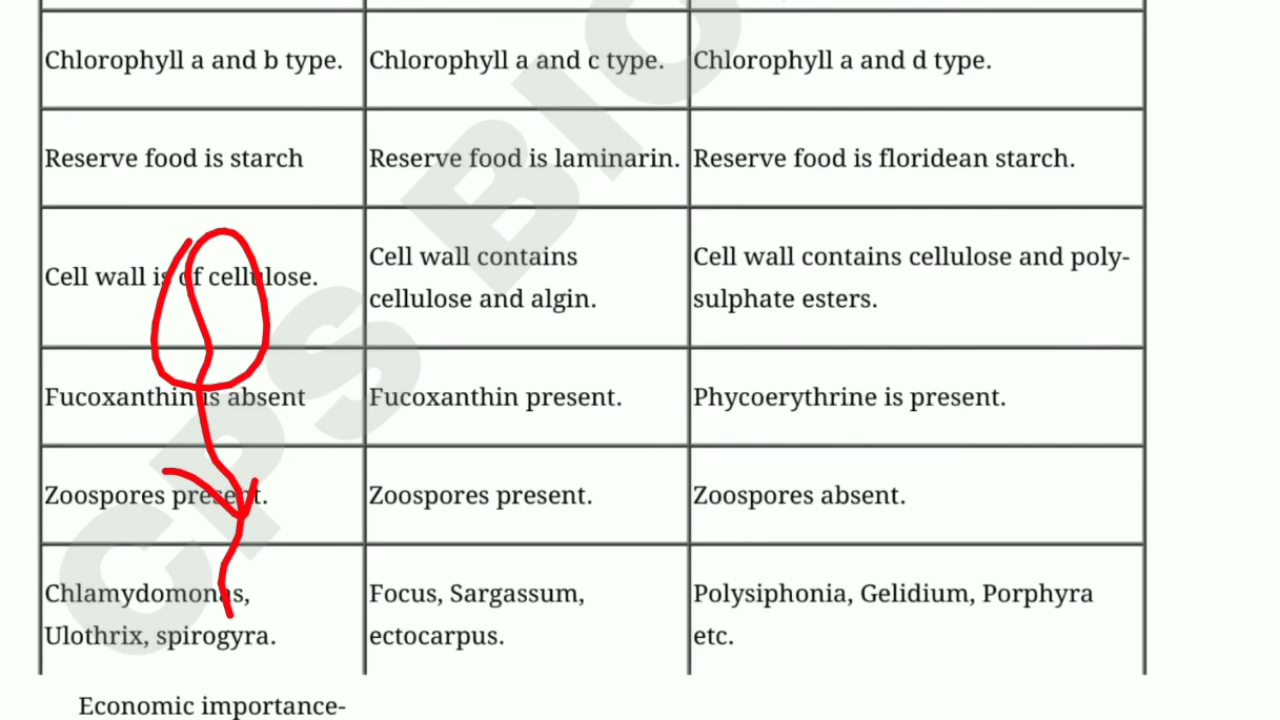 Chlorophyll a and b type. Chlorophyll a and c type. Chlorophyll a and d type.
Reserve food is starch Reserve food is laminarin. Reserve food is floridean starch.
Cell wall is of cellulose.
Cell wall contains
cellulose and algin.
Cell wall contains cellulose and poly-
sulphate esters.
Fucoxanthin is absent Fucoxanthin present. Phycoerythrine is present.
Zoospores present. Zoospores present. Zoospores absent.
Chlamydomonas,
Ulothrix, spirogyra.
Focus, Sargassum,
ectocarpus.
Polysiphonia, Gelidium, Porphyra
etc.
Economic importance-
GPS BIO